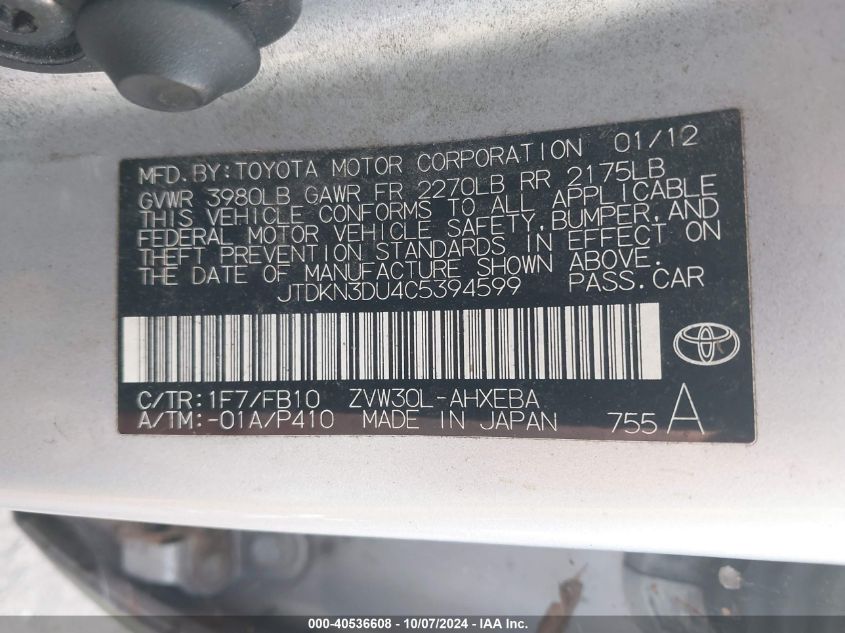 MFD. BY: TOYOTA MOTOR CORPORATION 01/12
GVWR 3980LB GAWR FR 2270LB RR 2175LB
THIS VEHICLE CONFORMS TO ALL APPLICABLE
FEDERAL MOTOR VEHICLE SAFETY, BUMPER, AND
THEFT PREVENTION STANDARDS IN EFFECT ON
THE DATE OF MANUFACTURE SHOWN ABOVE.
JTDKN3DU4C5394599 PASS. CAR
C/TR: 1F7/FB10 ZVW30L-AHXEBA
A/TM: -01A/P410 MADE IN JAPAN 755 A
000-40536608 - 10/07/2024 - IAA Inc.